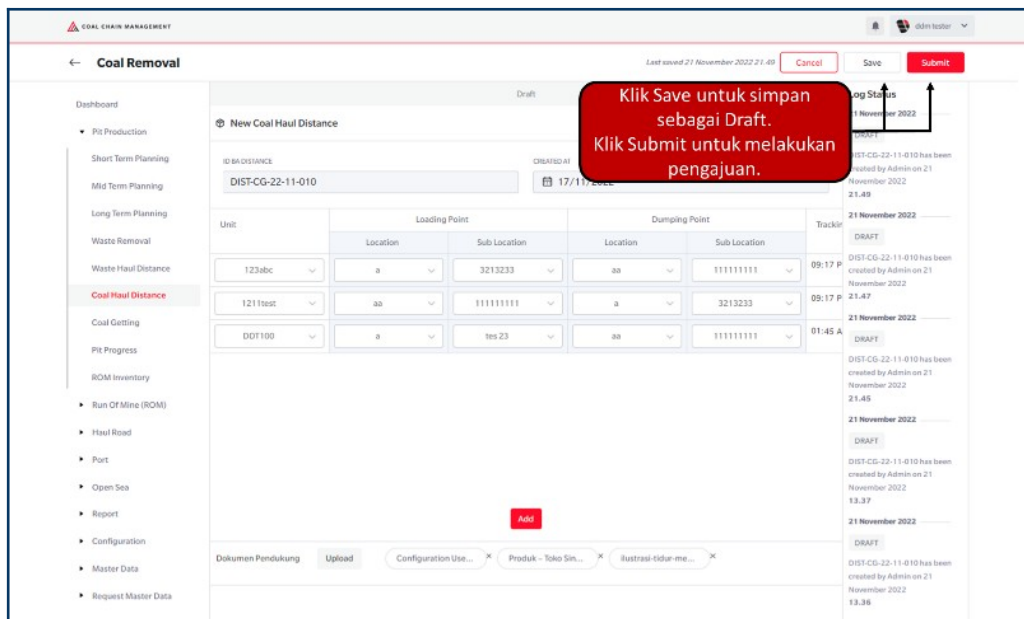 COAL CHAIN MANAGEMENT
ddm tester
← Coal Removal
Last saved 21 November 2022 21.49
Cancel
Save
Submit
Dashboard
Pit Production
Short Term Planning
Mid Term Planning
Long Term Planning
Waste Removal
Waste Haul Distance
Coal Haul Distance
Coal Getting
Pit Progress
ROM Inventory
Run Of Mine (ROM)
Haul Road
Port
Open Sea
Report
Configuration
Master Data
Request Master Data
Draft
New Coal Haul Distance
Klik Save untuk simpan
sebagai Draft.
Klik Submit untuk melakukan
pengajuan.
ID BA DISTANCE
CREATED AT
DIST-CG-22-11-010
17/11/2022
Unit
Loading Point
Dumping Point
Location
Sub Location
Location
Sub Location
123abc a 3213233 aa 111111111 09:17 P
1211test aa 111111111 a 3213233 09:17 P
DDT100 a tes 23 aa 111111111 01:45 A
Add
Dokumen Pendukung
Upload
Configuration Use... ×
Produk – Toko Sin... ×
ilustrasi-tidur-me... ×
Log Status
21 November 2022
DRAFT
DIST-CG-22-11-010 has been
created by Admin on 21
November 2022
21.49
21 November 2022
DRAFT
DIST-CG-22-11-010 has been
created by Admin on 21
November 2022
21.47
21 November 2022
DRAFT
DIST-CG-22-11-010 has been
created by Admin on 21
November 2022
21.45
21 November 2022
DRAFT
DIST-CG-22-11-010 has been
created by Admin on 21
November 2022
13.37
21 November 2022
DRAFT
DIST-CG-22-11-010 has been
created by Admin on 21
November 2022
13.36